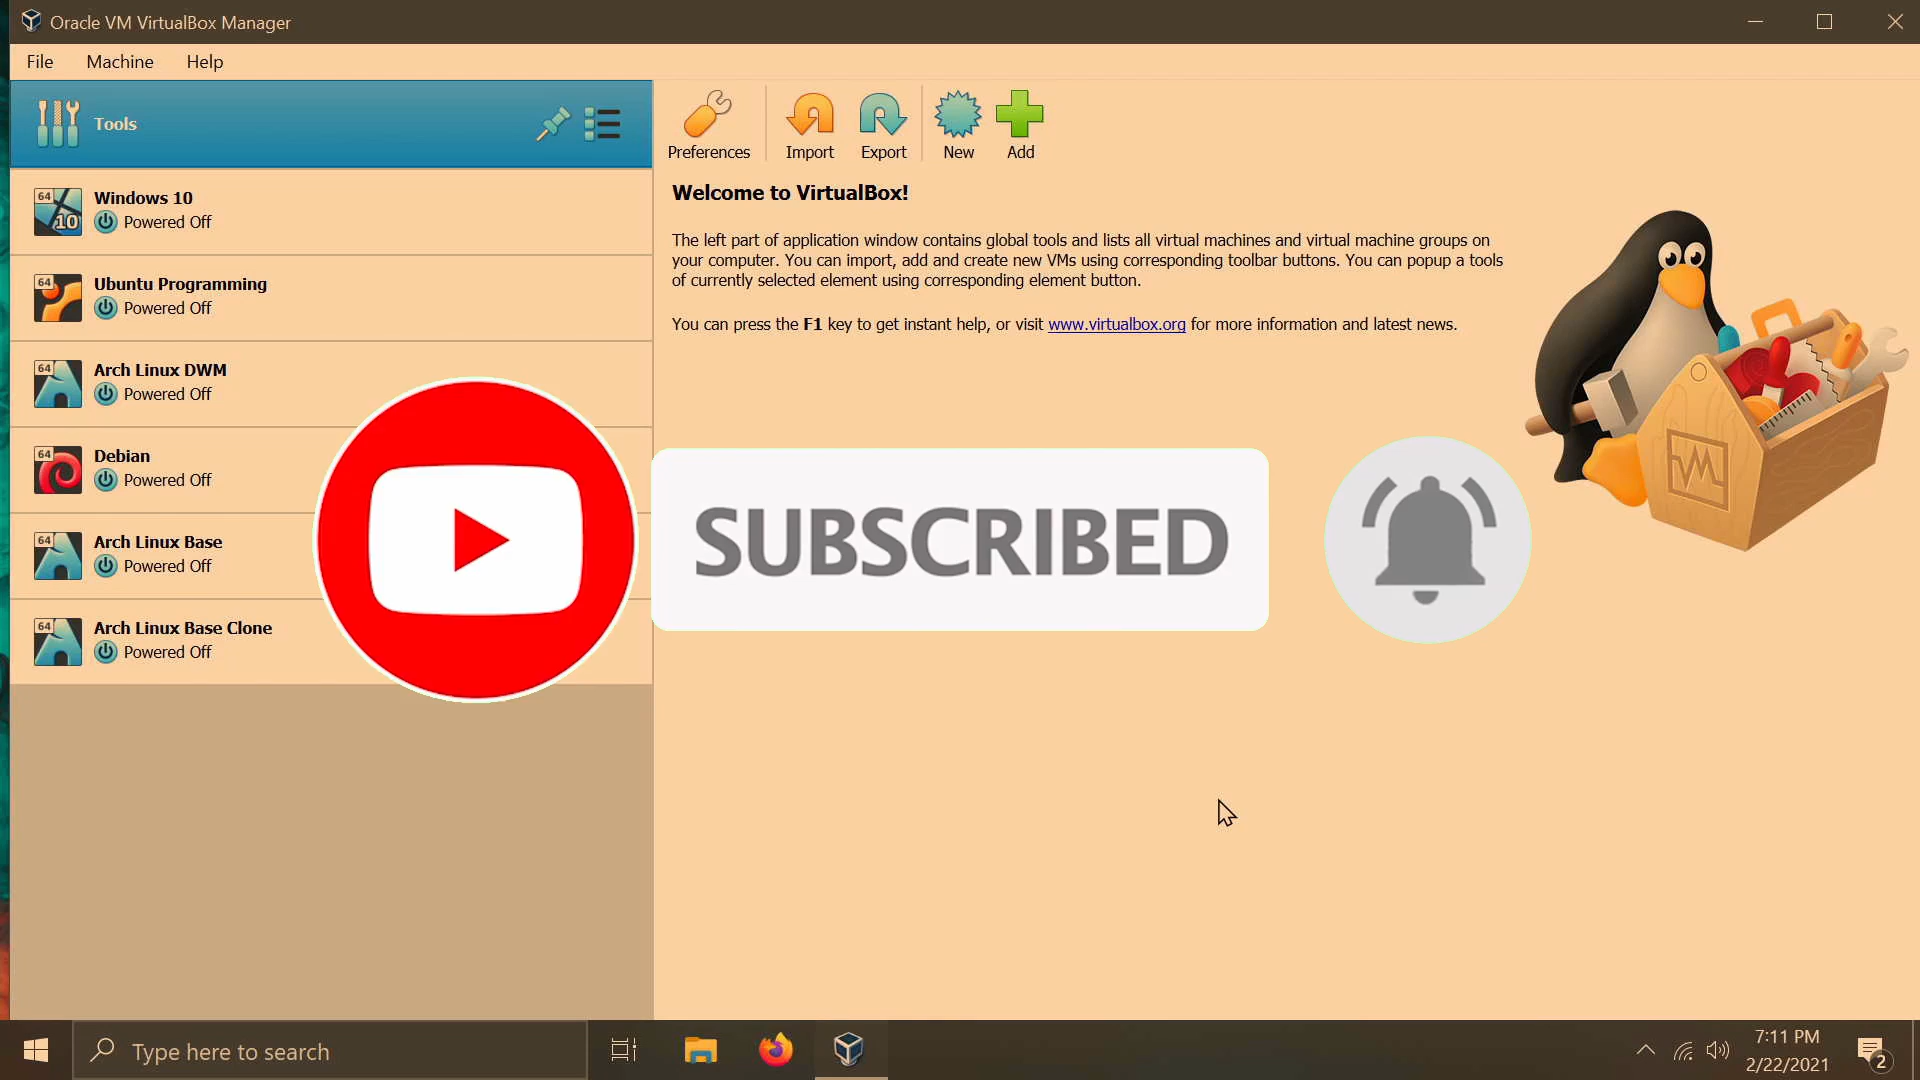 Oracle VM VirtualBox Manager
File Machine Help
Tools
Preferences Import Export New Add
64 10 Windows 10
Powered Off
64 Ubuntu Programming
Powered Off
64 Arch Linux DWM
Powered Off
64 Debian
Powered Off
64 Arch Linux Base
Powered Off
64 Arch Linux Base Clone
Powered Off
Welcome to VirtualBox!
The left part of application window contains global tools and lists all virtual machines and virtual machine groups on
your computer. You can import, add and create new VMs using corresponding toolbar buttons. You can popup a tools
of currently selected element using corresponding element button.
You can press the F1 key to get instant help, or visit www.virtualbox.org for more information and latest news.
SUBSCRIBED
Type here to search
7:11 PM
2/22/2021
2